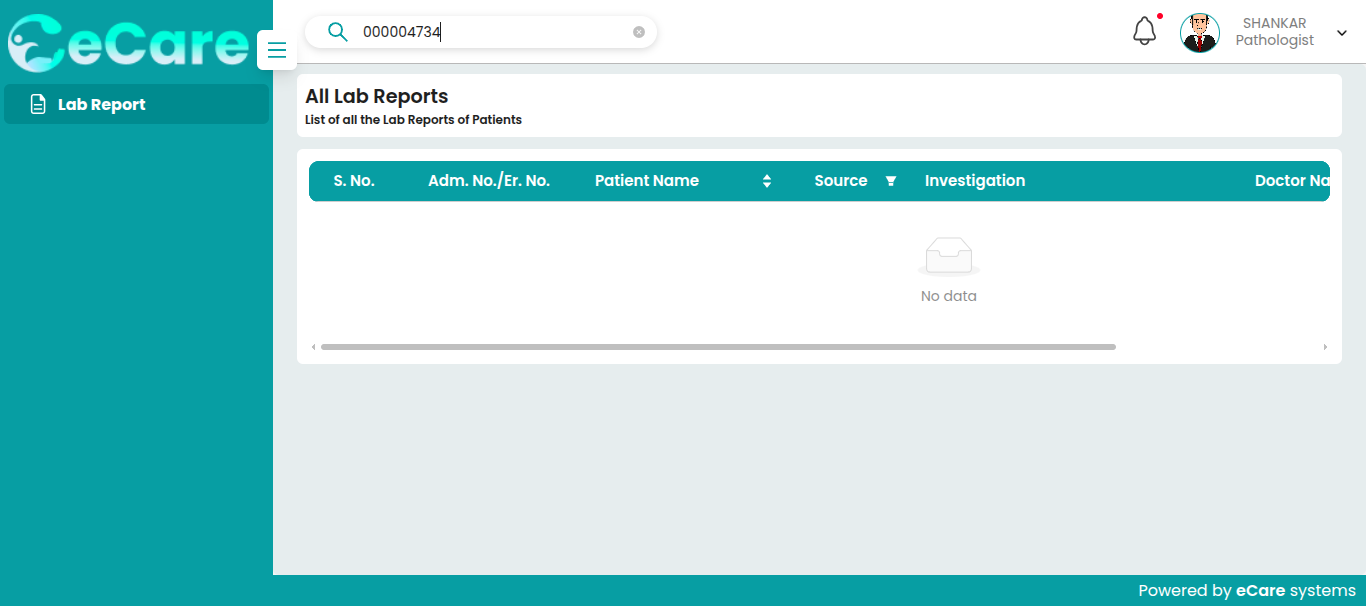 eCare
000004734
SHANKAR
Pathologist
Lab Report
All Lab Reports
List of all the Lab Reports of Patients
S. No. Adm. No./Er. No. Patient Name Source Investigation Doctor Na
No data
Powered by eCare systems